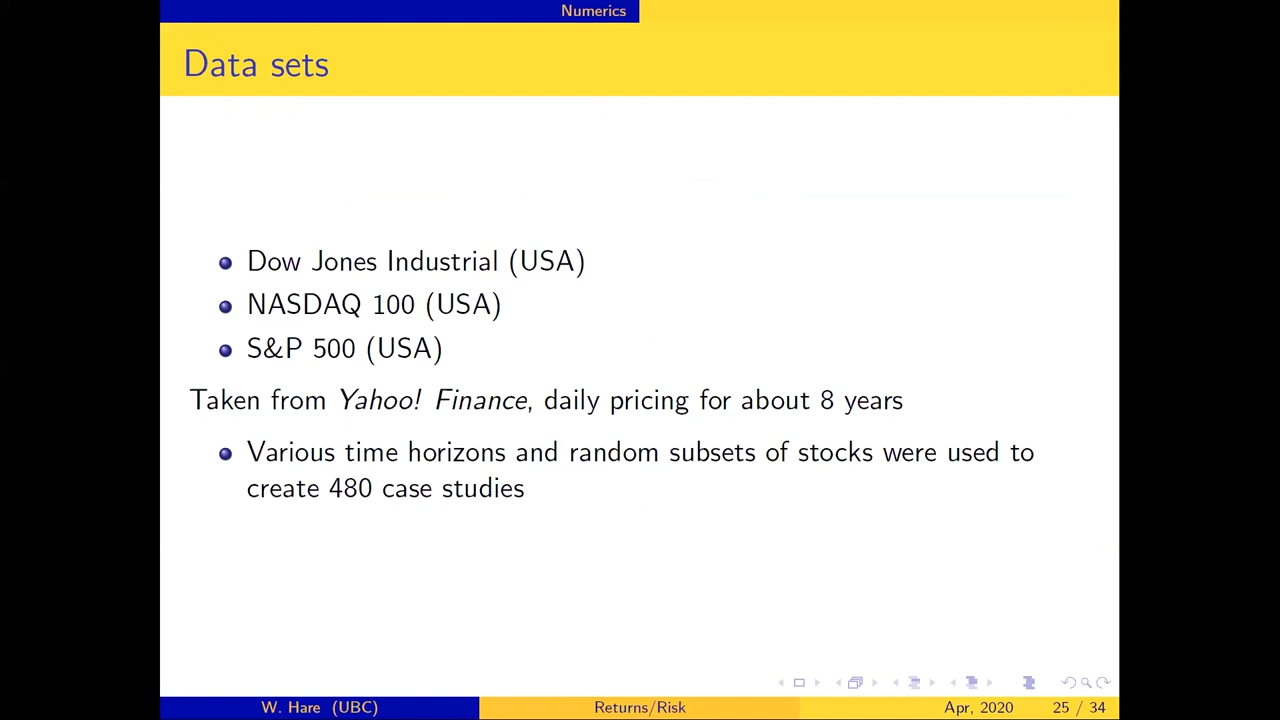 Numerics
Data sets
Dow Jones Industrial (USA)
NASDAQ 100 (USA)
S&P 500 (USA)
Taken from Yahoo! Finance, daily pricing for about 8 years
Various time horizons and random subsets of stocks were used to
create 480 case studies
W. Hare (UBC) Returns/Risk Apr, 2020 25 / 34